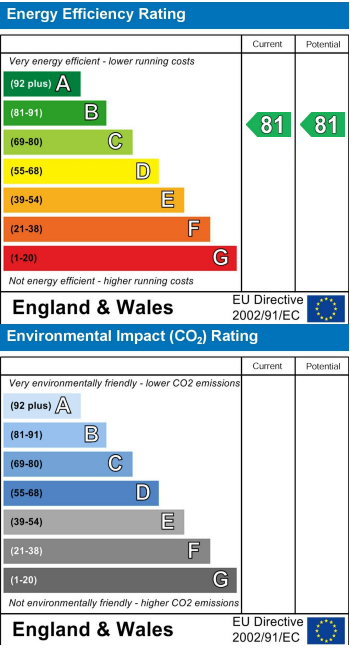 Energy Efficiency Rating
Current Potential
Very energy efficient - lower running costs
(92 plus) A
(81-91) B
81 81
(69-80) C
(55-68) D
(39-54) E
(21-38) F
(1-20) G
Not energy efficient - higher running costs
England & Wales
EU Directive
2002/91/EC
Environmental Impact (CO₂) Rating
Current Potential
Very environmentally friendly - lower CO2 emissions
(92 plus) A
(81-91) B
(69-80) C
(55-68) D
(39-54) E
(21-38) F
(1-20) G
Not environmentally friendly - higher CO2 emissions
England & Wales
EU Directive
2002/91/EC